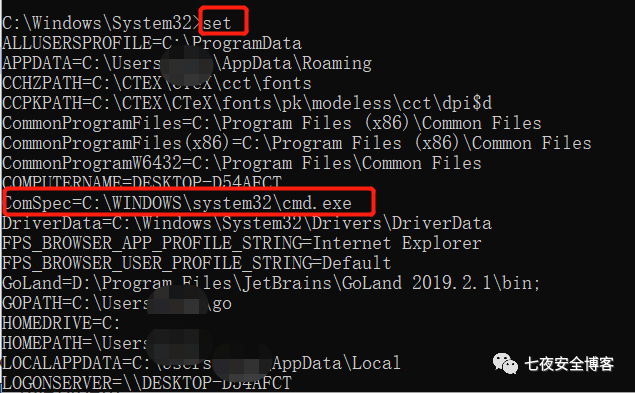 C:\Windows\System32>set
ALLUSERSPROFILE=C:\ProgramData
APPDATA=C:\Users\AppData\Roaming
CCHZPATH=C:\CTEX\CTeX\cct\fonts
CCPKPATH=C:\CTEX\CTeX\fonts\pk\modeless\cct\dpi$d
CommonProgramFiles=C:\Program Files (x86)\Common Files
CommonProgramFiles(x86)=C:\Program Files (x86)\Common Files
CommonProgramW6432=C:\Program Files\Common Files
COMPUTERNAME=DESKTOP-D54AFCT
ComSpec=C:\WINDOWS\system32\cmd.exe
DriverData=C:\Windows\System32\Drivers\DriverData
FPS_BROWSER_APP_PROFILE_STRING=Internet Explorer
FPS_BROWSER_USER_PROFILE_STRING=Default
GoLand=D:\Program Files\JetBrains\GoLand 2019.2.1\bin;
GOPATH=C:\Users\go
HOMEDRIVE=C:
HOMEPATH=\Users
LOCALAPPDATA=C:\Users\AppData\Local
LOGONSERVER=\\DESKTOP-D54AFCT
七夜安全博客